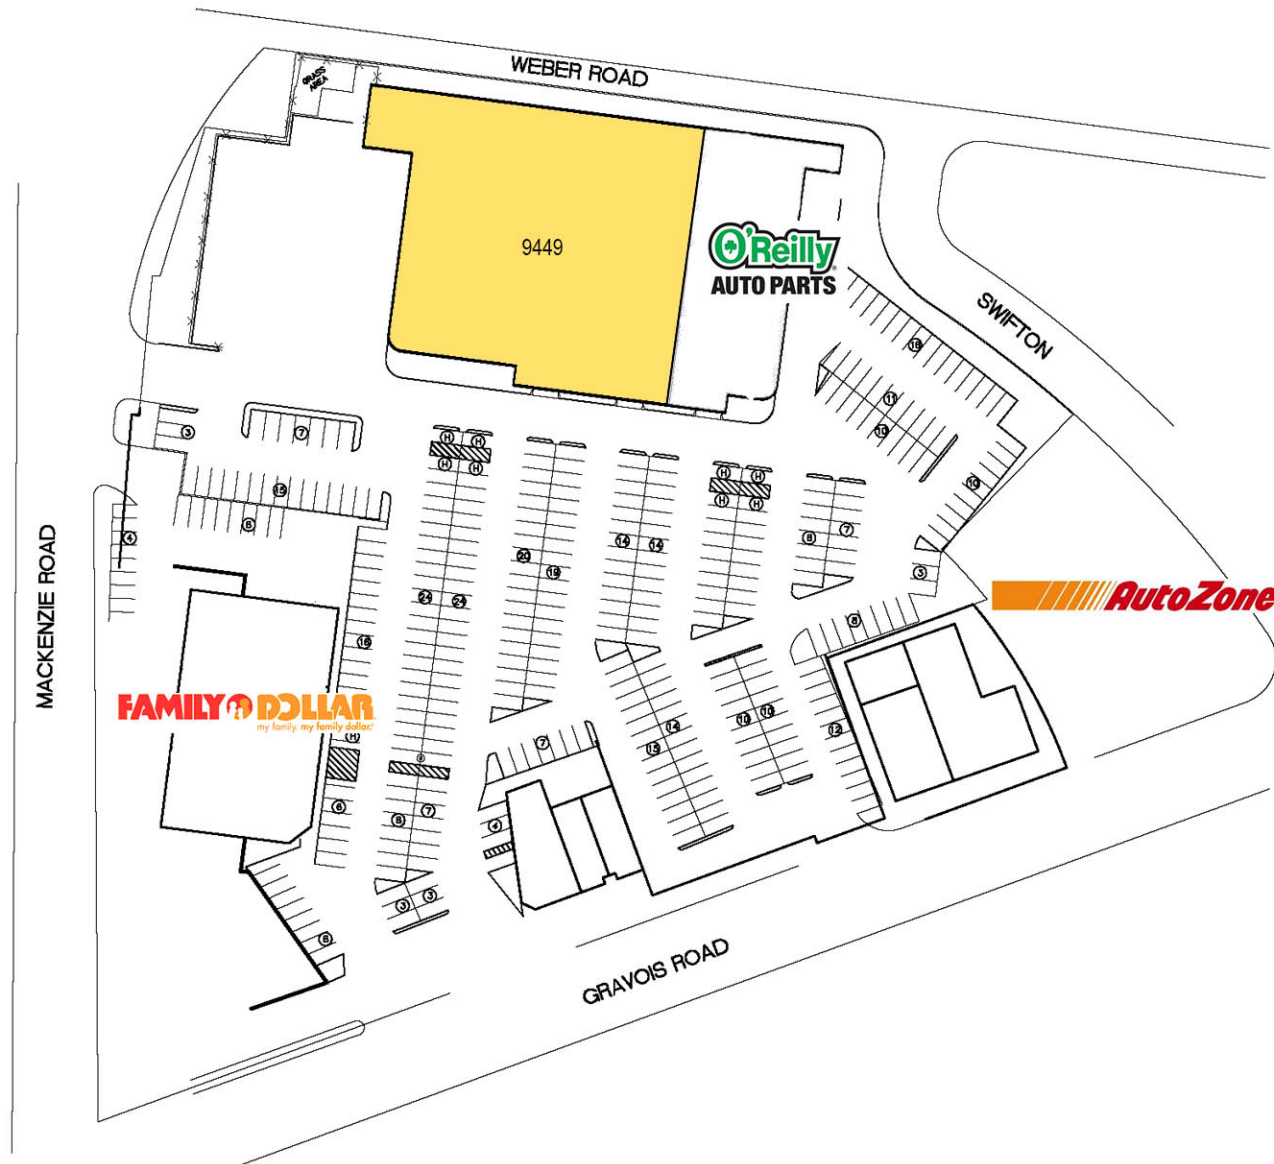 WEBER ROAD
GRASS
AREA
9449
O'Reilly
AUTO PARTS
SWIFTON
18
11
10
3
7
H H
H H
H H
H H
15
10
6
4
20
19
14 14
8 7
3
MACKENZIE ROAD
AutoZone
24 24
8
16
FAMILY DOLLAR
my family. my family dollar.
H
7
15 14
10 10
12
6
8 7
4
3 3
8
GRAVOIS ROAD